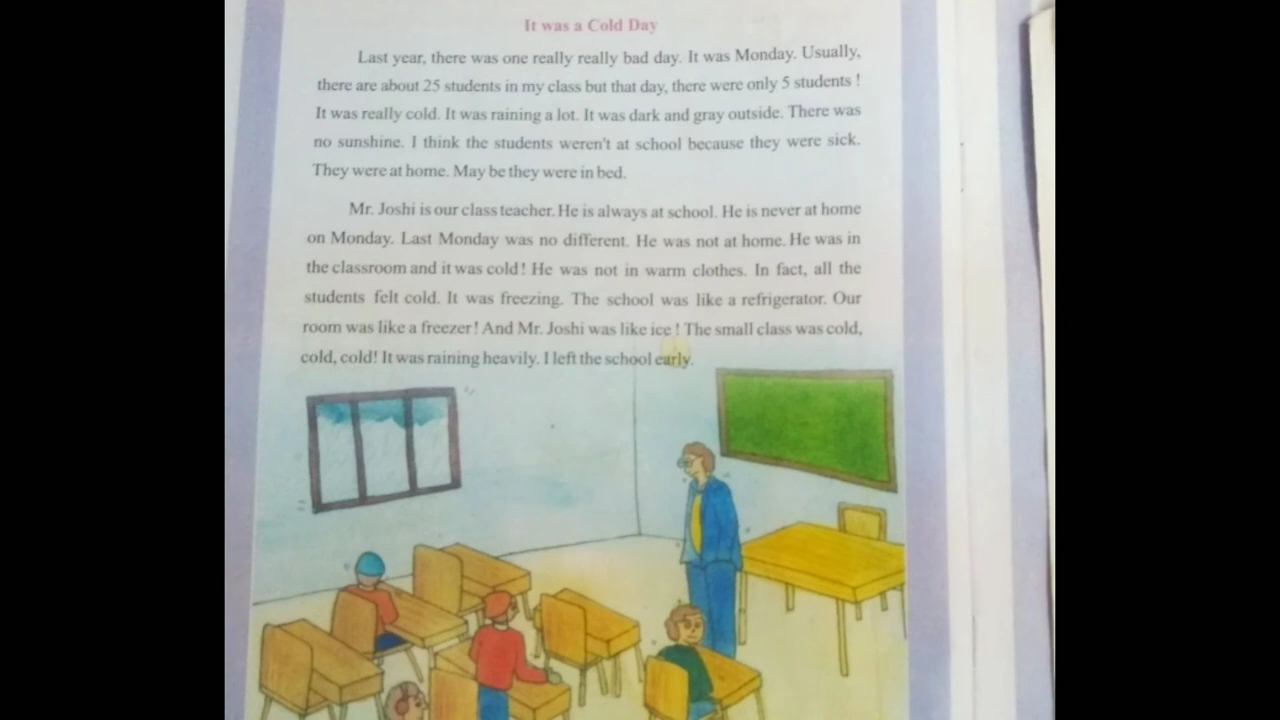 It was a Cold Day
Last year, there was one really really bad day. It was Monday. Usually,
there are about 25 students in my class but that day, there were only 5 students !
It was really cold. It was raining a lot. It was dark and gray outside. There was
no sunshine. I think the students weren't at school because they were sick.
They were at home. May be they were in bed.
Mr. Joshi is our class teacher. He is always at school. He is never at home
on Monday. Last Monday was no different. He was not at home. He was in
the classroom and it was cold! He was not in warm clothes. In fact, all the
students felt cold. It was freezing. The school was like a refrigerator. Our
room was like a freezer! And Mr. Joshi was like ice ! The small class was cold,
cold, cold! It was raining heavily. I left the school early.